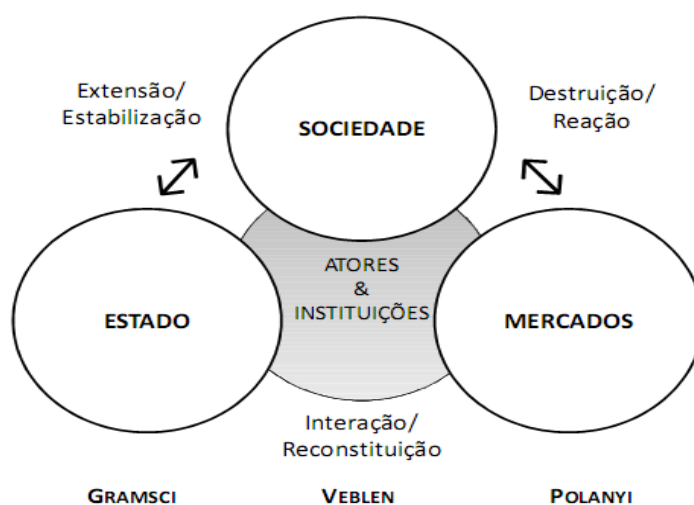 Extensão/
Estabilização
SOCIEDADE
Destruição/
Reação
ATORES
&
INSTITUIÇÕES
ESTADO
MERCADOS
Interação/
Reconstituição
GRAMSCI
VEBLEN
POLANYI